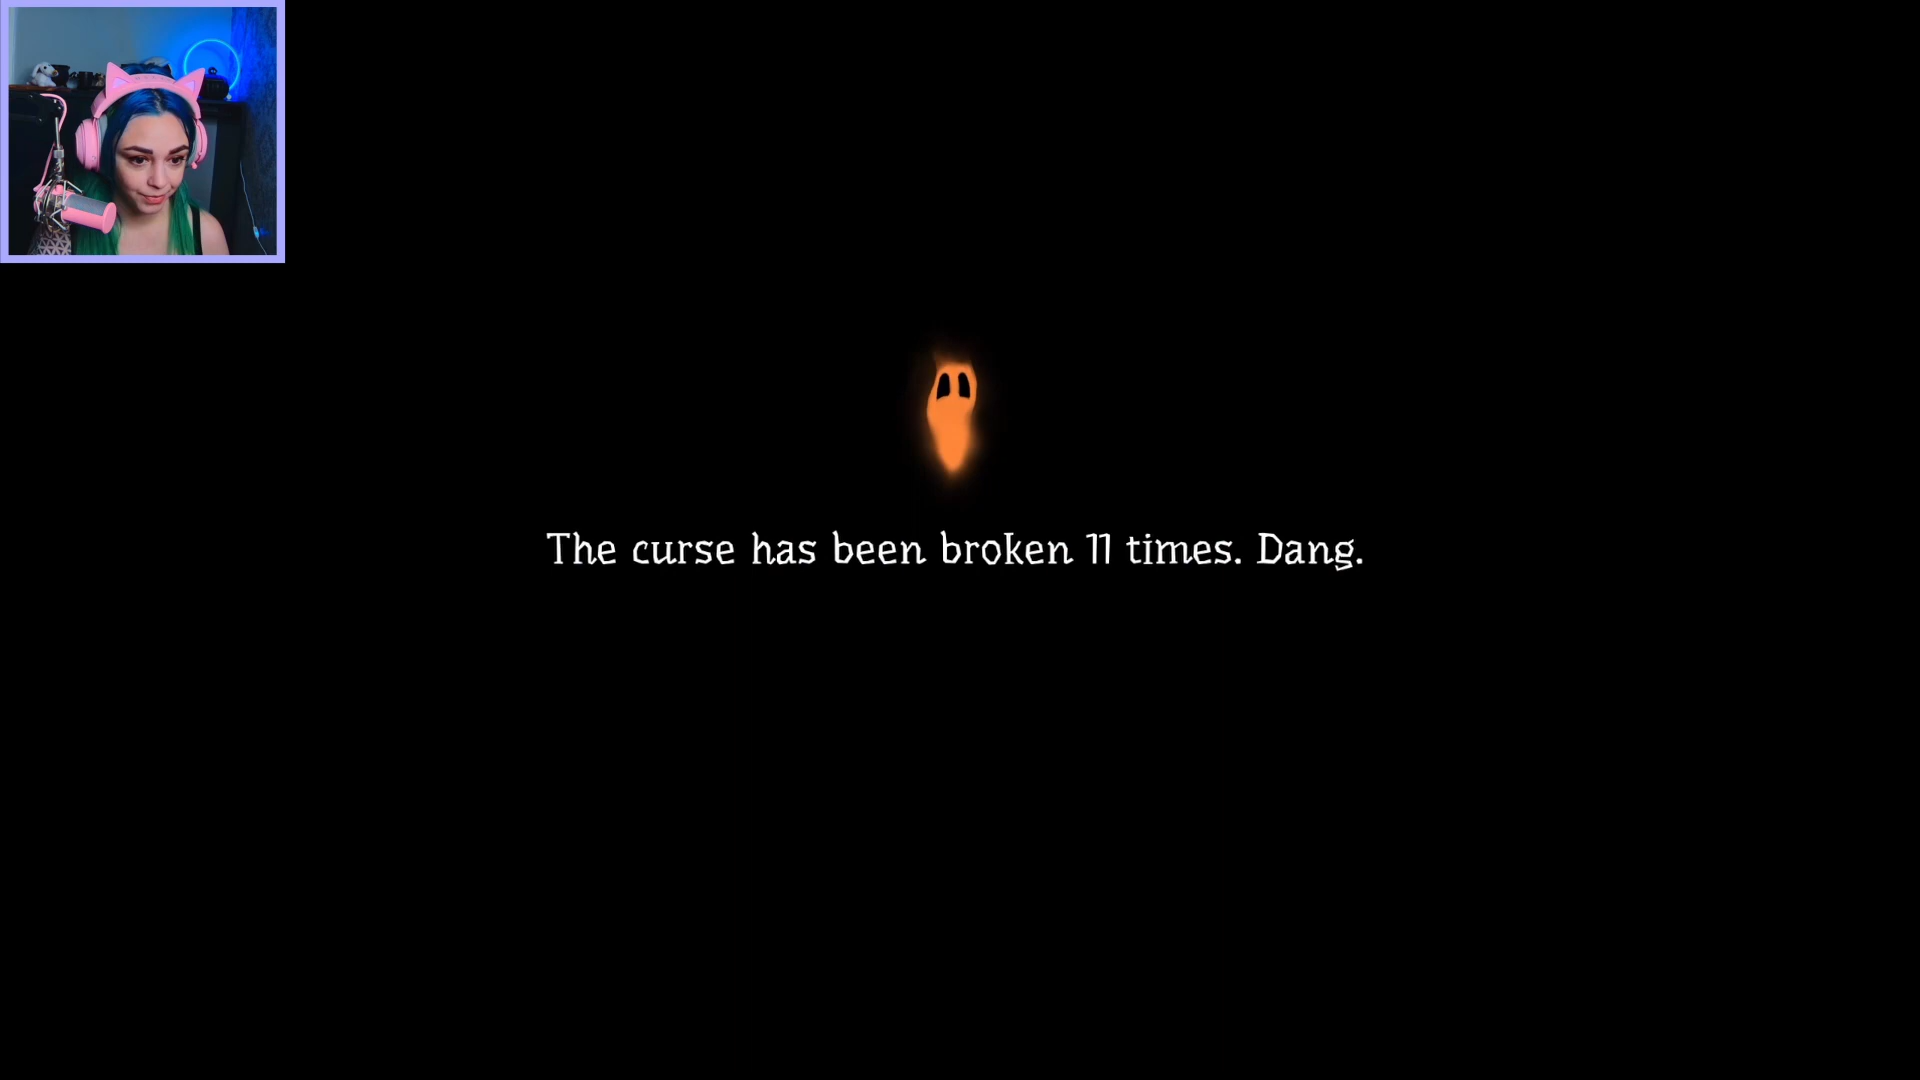 The curse has been broken 11 times. Dang.